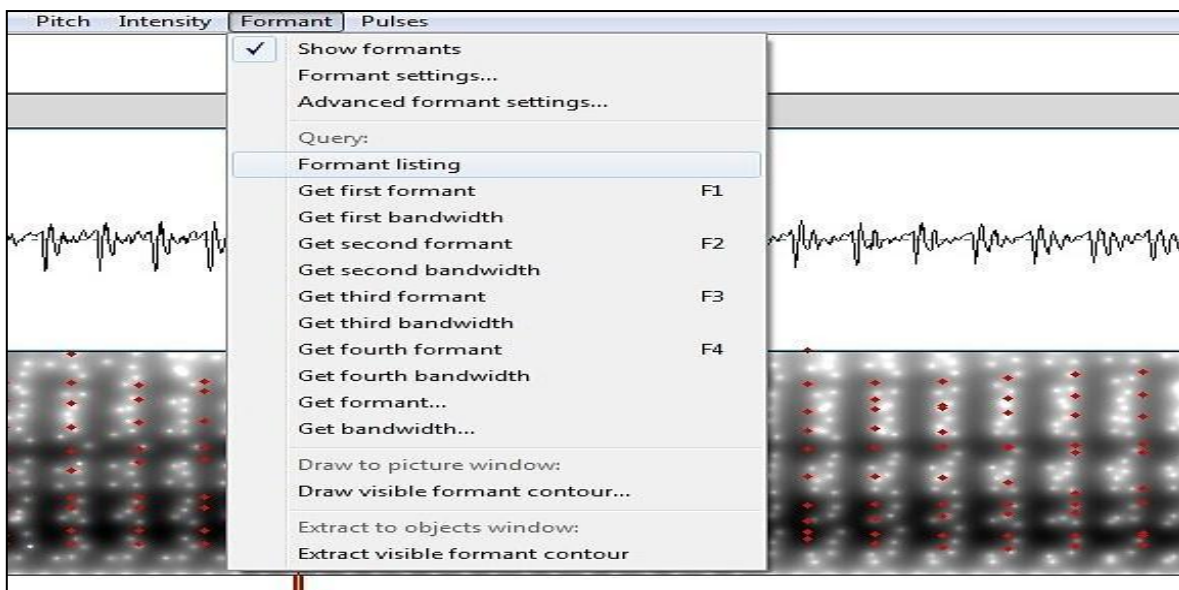 Pitch Intensity Formant Pulses
Show formants
Formant settings...
Advanced formant settings...
Query:
Formant listing
Get first formant F1
Get first bandwidth
Get second formant F2
Get second bandwidth
Get third formant F3
Get third bandwidth
Get fourth formant F4
Get fourth bandwidth
Get formant...
Get bandwidth...
Draw to picture window:
Draw visible formant contour...
Extract to objects window:
Extract visible formant contour